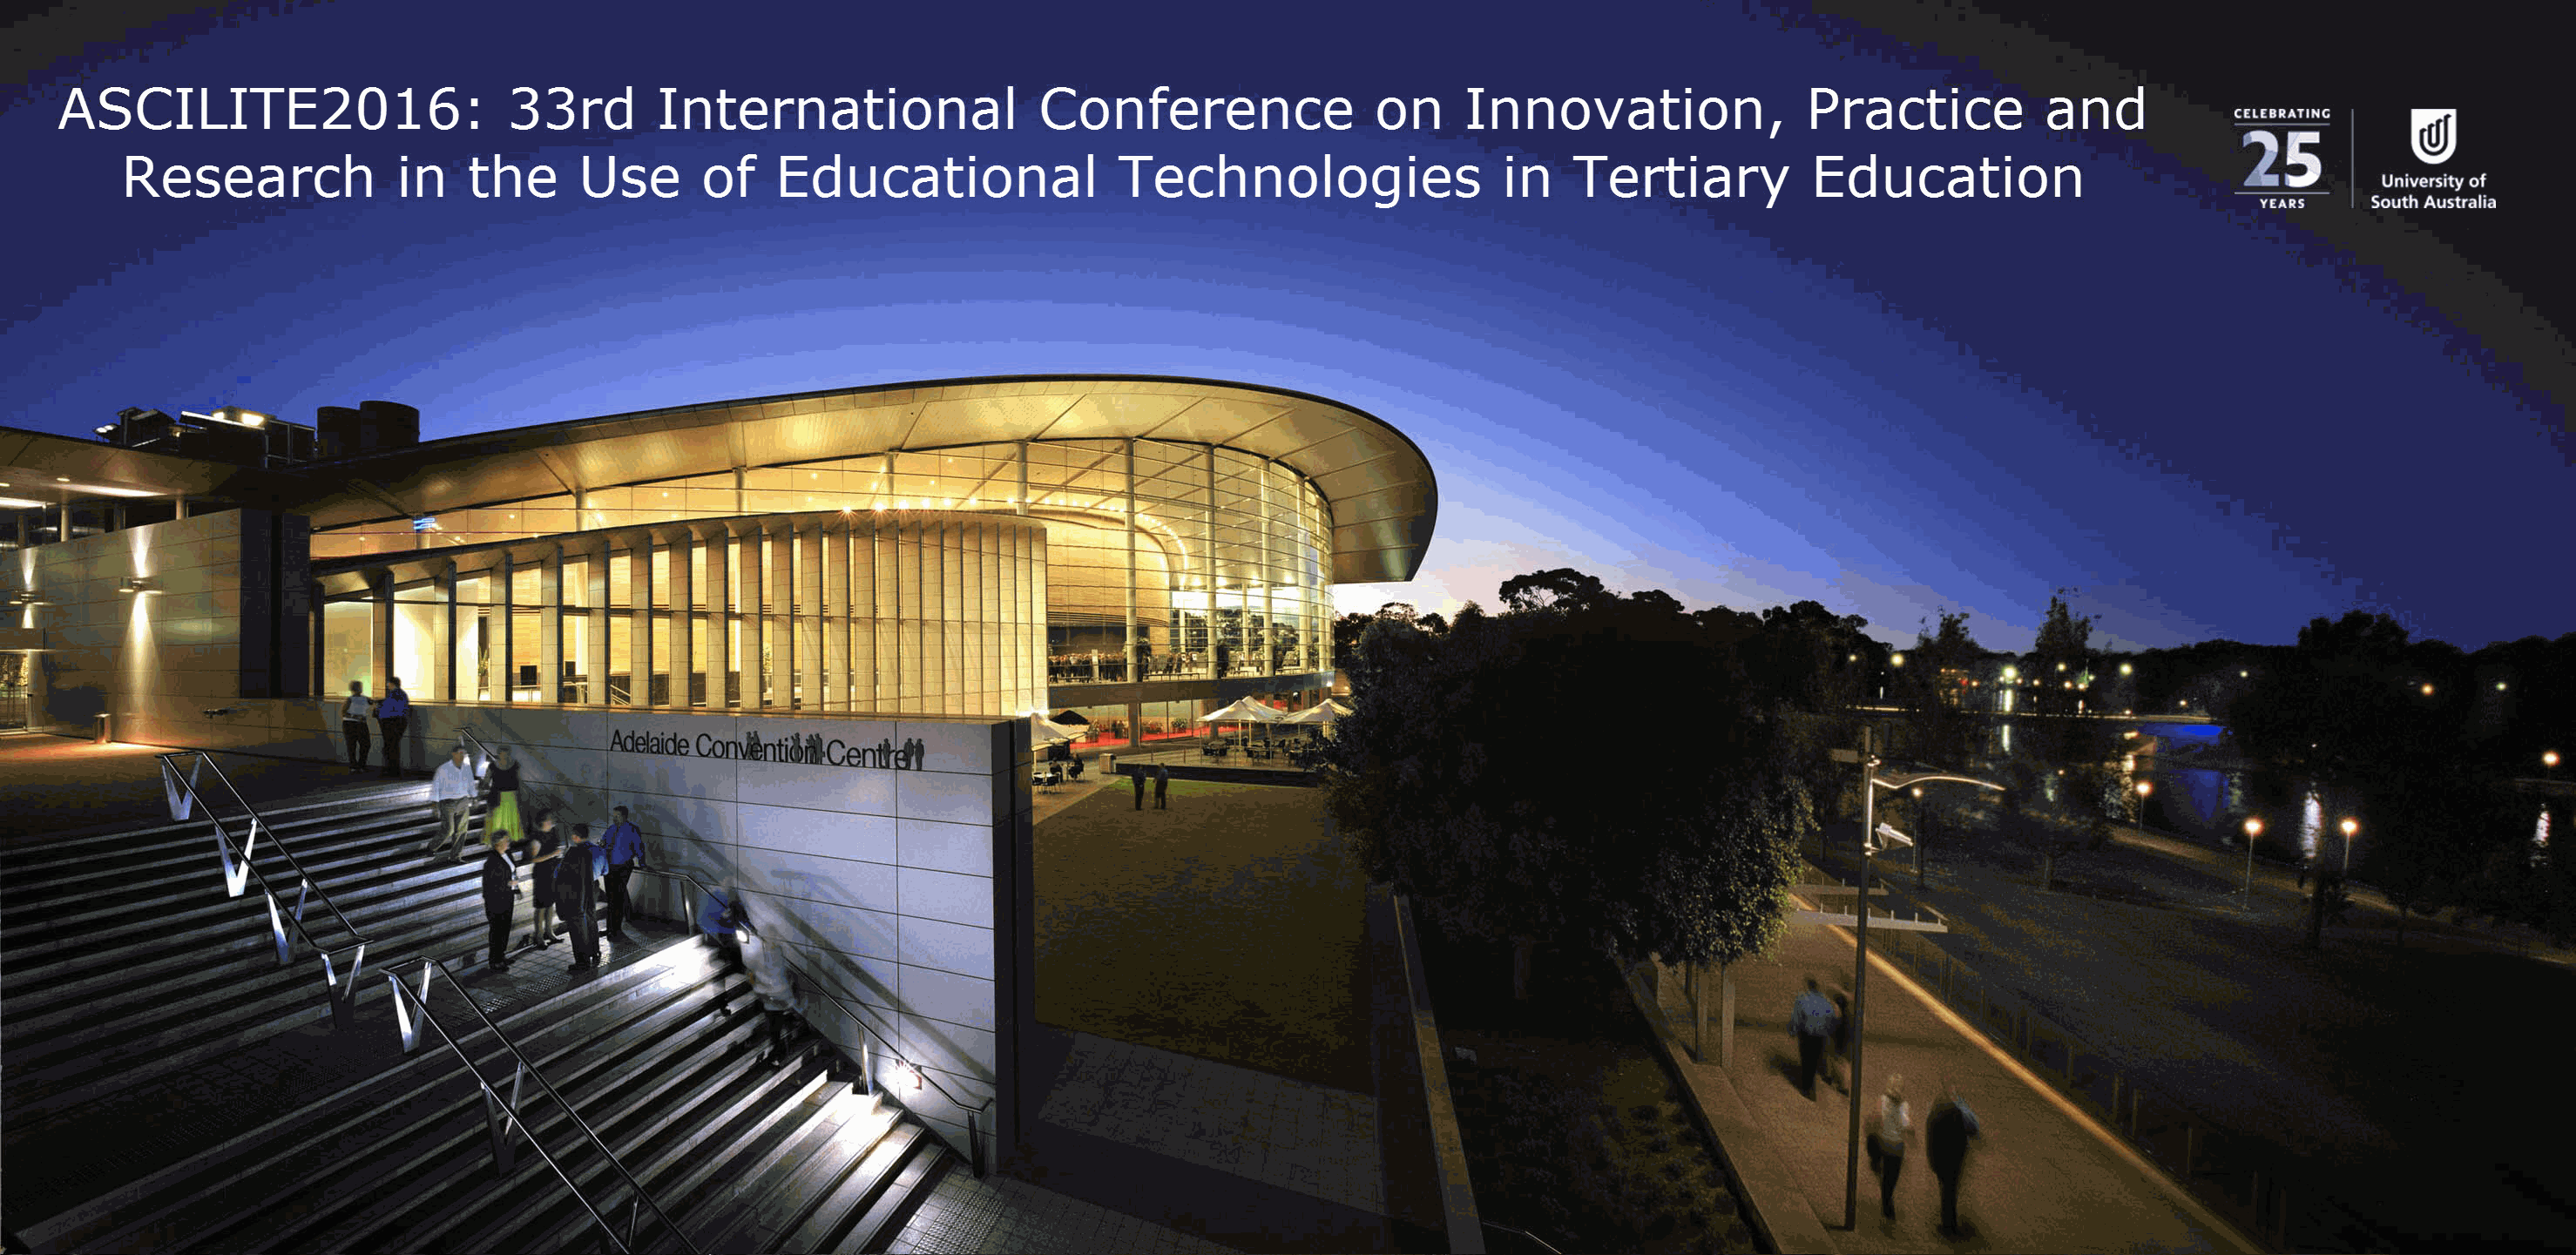 ASCILITE2016: 33rd International Conference on Innovation, Practice and
Research in the Use of Educational Technologies in Tertiary Education
CELEBRATING
25
YEARS
University of
South Australia
Adelaide Convention Centre